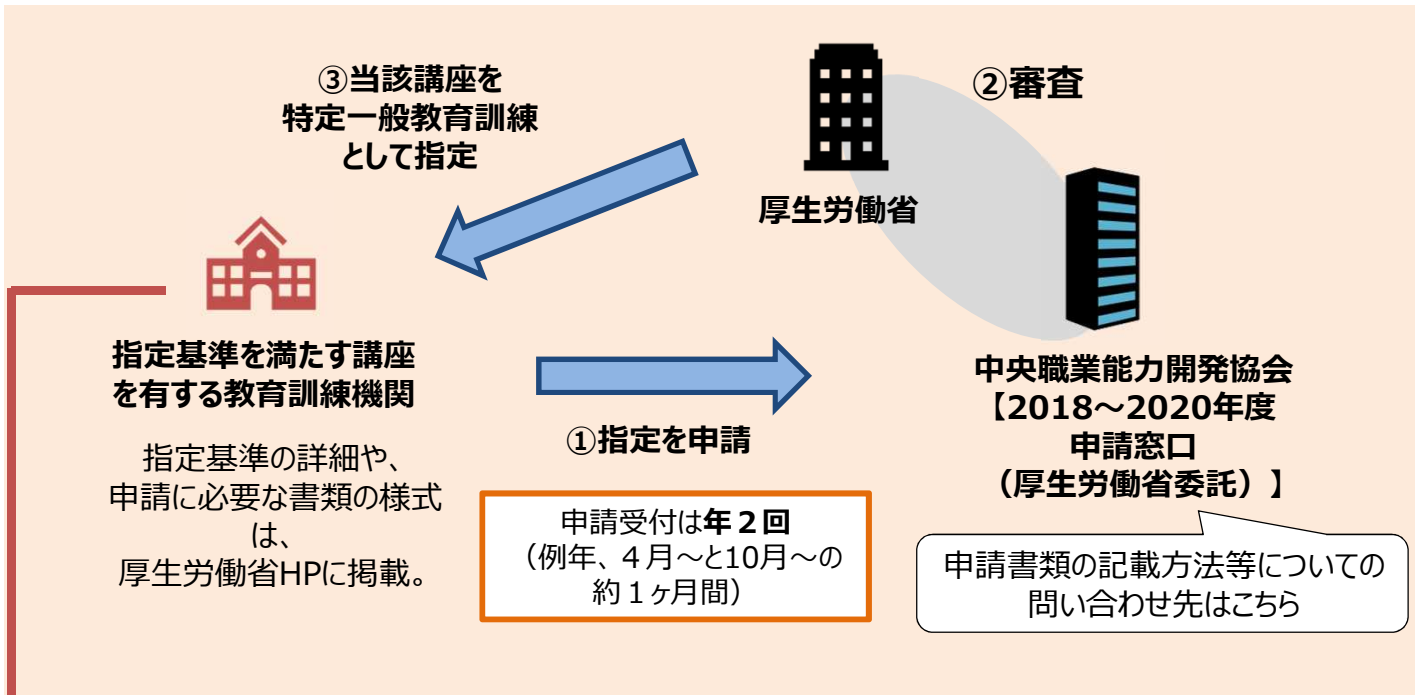 ③当該講座を
特定一般教育訓練
として指定
②審査
厚生労働省
指定基準を満たす講座
を有する教育訓練機関
指定基準の詳細や、
申請に必要な書類の様式
は、
厚生労働省HPに掲載。
①指定を申請
申請受付は年２回
（例年、４月～と10月～の
約１ヶ月間）
中央職業能力開発協会
【2018～2020年度
申請窓口
（厚生労働省委託）】
申請書類の記載方法等についての
問い合わせ先はこちら